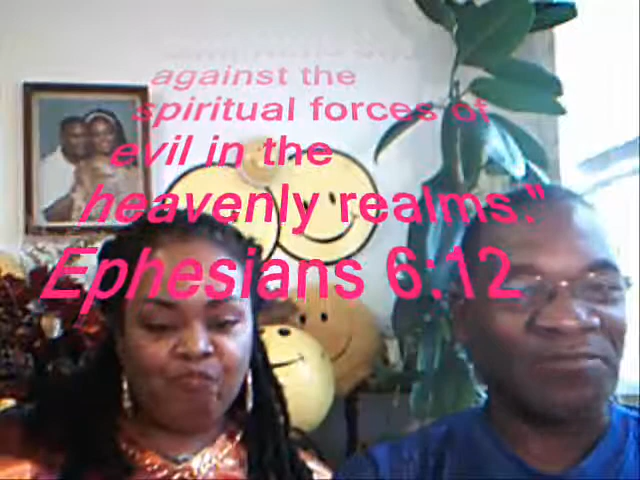 against the
spiritual forces of
evil in the
heavenly realms."
Ephesians 6:12